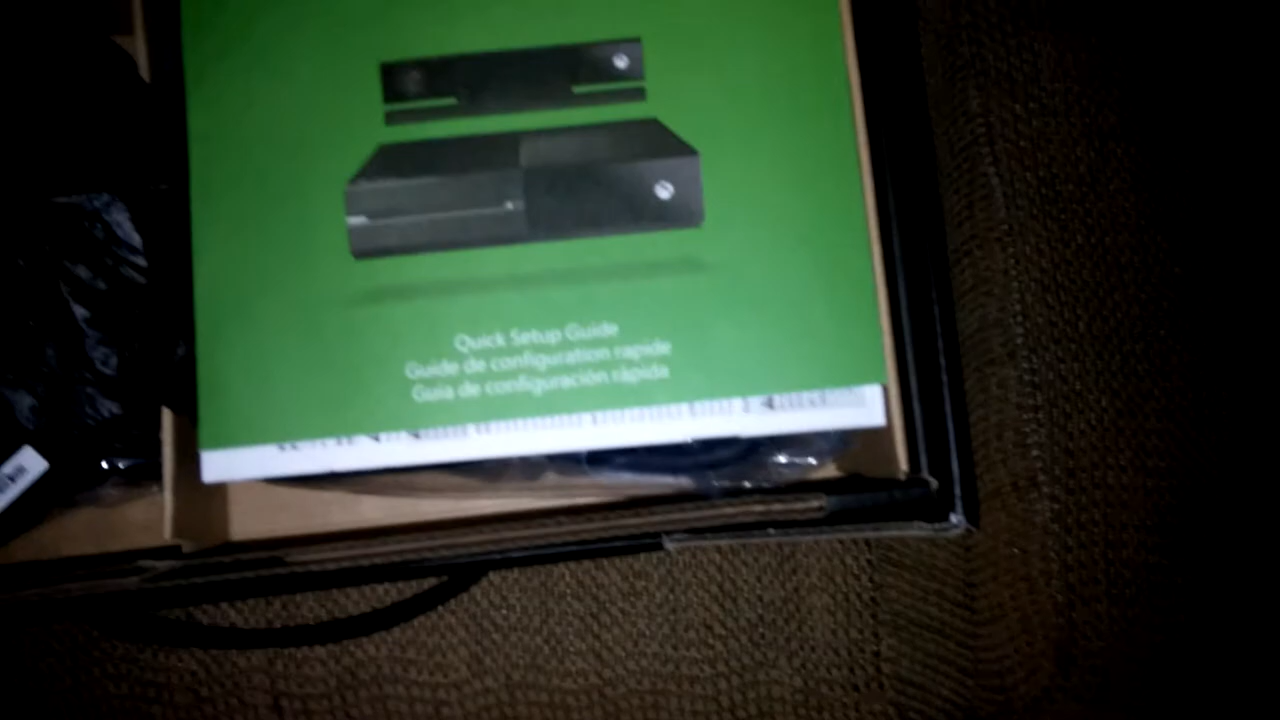 Quick Setup Guide
Guide de configuration rapide
Guía de configuración rápida